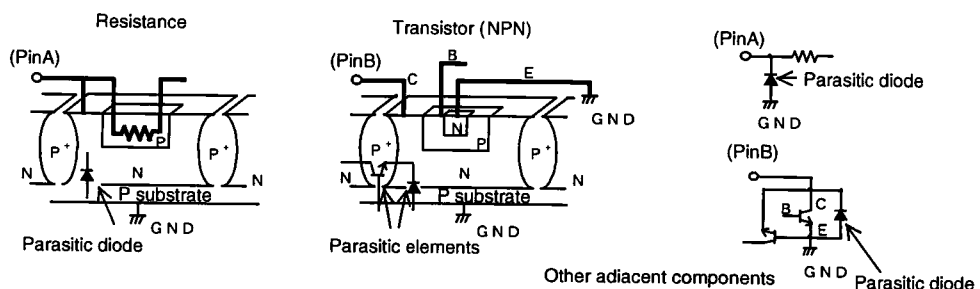 Resistance
(PinA)
P
P+
P+
N
N
N
P substrate
GND
Parasitic diode
Transistor (NPN)
(PinB)
C
B
E
GND
N
P
P+
P+
N
N
N
P substrate
GND
Parasitic elements
(PinA)
Parasitic diode
GND
(PinB)
C
B
E
GND
Parasitic diode
Other adiacent components